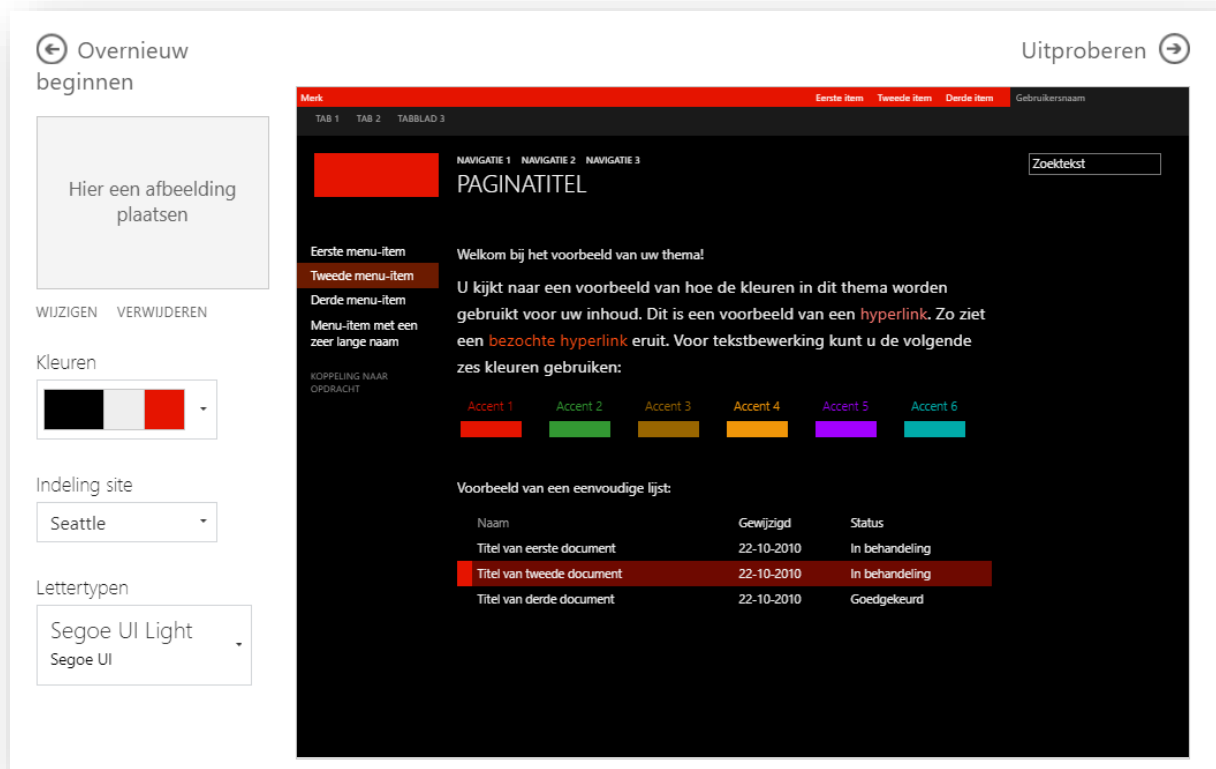 Overnieuw
beginnen
Uitproberen
Hier een afbeelding
plaatsen
WIJZIGEN VERWIJDEREN
Kleuren
Indeling site
Seattle
Lettertypen
Segoe UI Light
Segoe UI
Merk Eerste item Tweede item Derde item Gebruikersnaam
TAB 1 TAB 2 TABBLAD 3
NAVIGATIE 1 NAVIGATIE 2 NAVIGATIE 3
PAGINATITEL
Zoektekst
Eerste menu-item
Tweede menu-item
Derde menu-item
Menu-item met een
zeer lange naam
KOPPELING NAAR
OPDRACHT
Welkom bij het voorbeeld van uw thema!
U kijkt naar een voorbeeld van hoe de kleuren in dit thema worden
gebruikt voor uw inhoud. Dit is een voorbeeld van een hyperlink. Zo ziet
een bezochte hyperlink eruit. Voor tekstbewerking kunt u de volgende
zes kleuren gebruiken:
Accent 1 Accent 2 Accent 3 Accent 4 Accent 5 Accent 6
Voorbeeld van een eenvoudige lijst:
Naam Gewijzigd Status
Titel van eerste document 22-10-2010 In behandeling
Titel van tweede document 22-10-2010 In behandeling
Titel van derde document 22-10-2010 Goedgekeurd